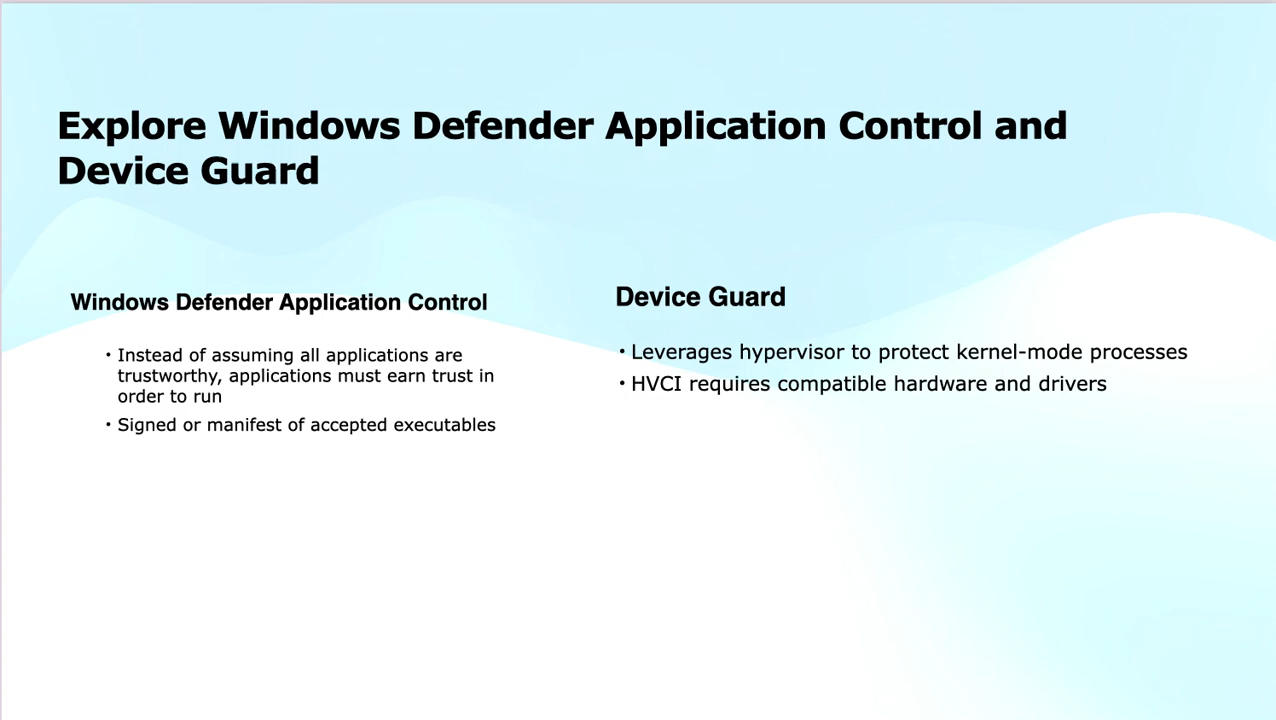 Explore Windows Defender Application Control and
Device Guard
Windows Defender Application Control
• Instead of assuming all applications are
trustworthy, applications must earn trust in
order to run
• Signed or manifest of accepted executables
Device Guard
• Leverages hypervisor to protect kernel-mode processes
• HVCI requires compatible hardware and drivers